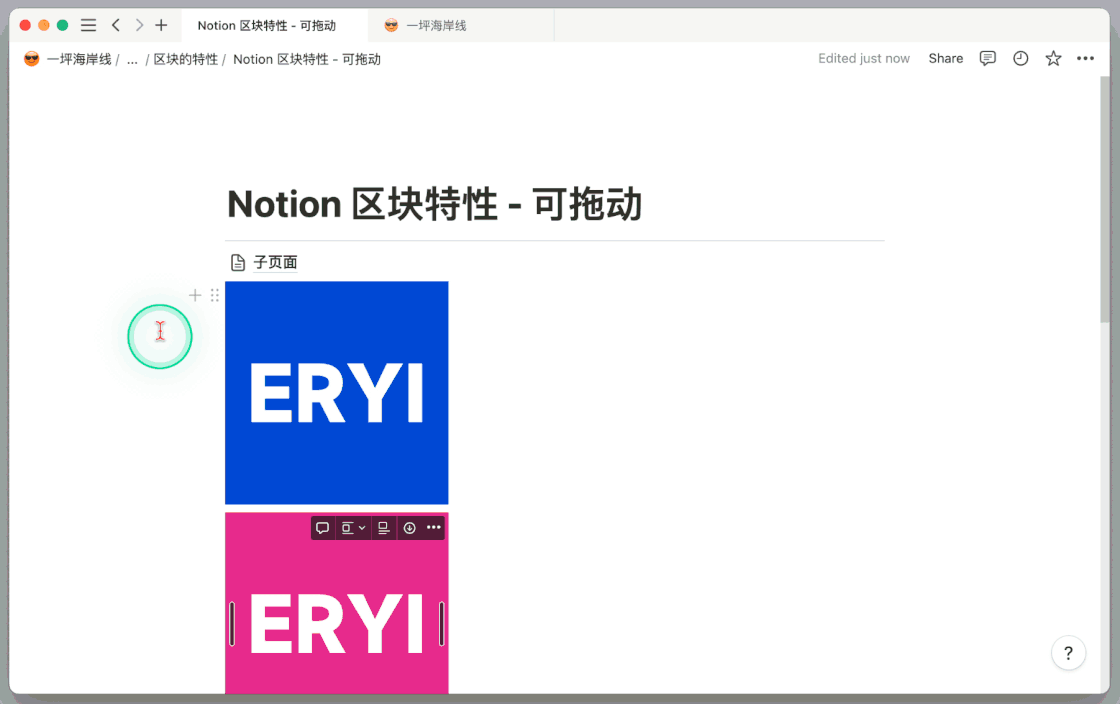 Notion 区块特性 - 可拖动
一坪海岸线
一坪海岸线 / ... / 区块的特性 / Notion 区块特性 - 可拖动
Edited just now
Share
Notion 区块特性 - 可拖动
子页面
ERYI
ERYI
?